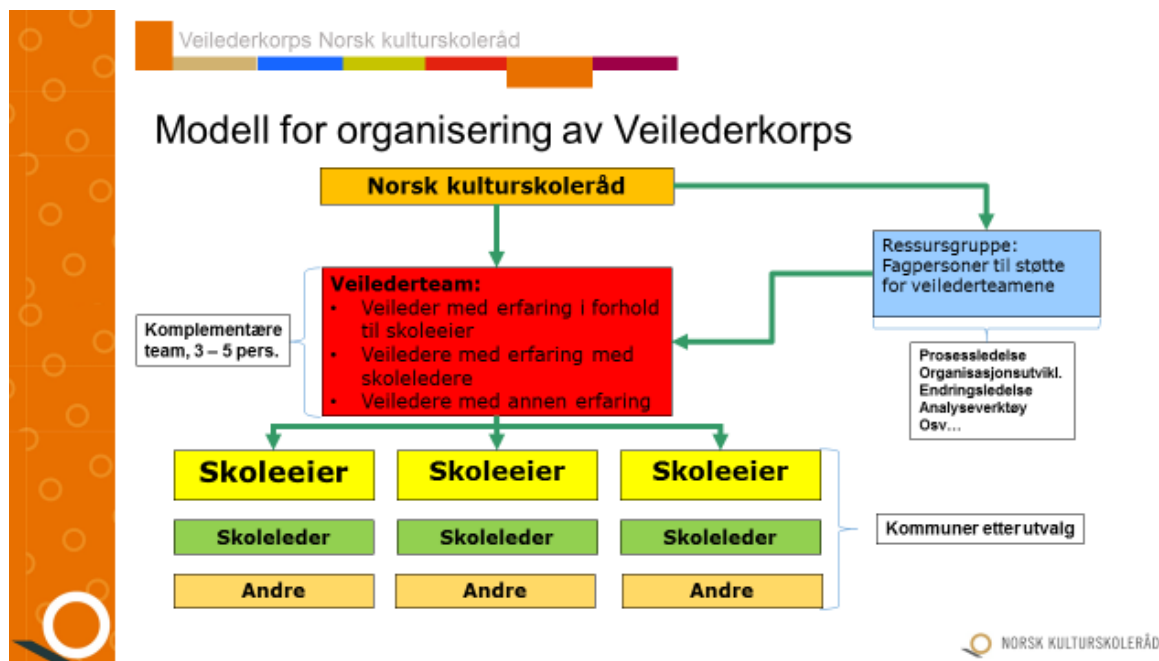 Veilederkorps Norsk kulturskoleråd
Modell for organisering av Veilederkorps
Norsk kulturskoleråd
Ressursgruppe:
Fagpersoner til støtte
for veilederteamene
Veilederteam:
• Veileder med erfaring i forhold
til skoleeier
• Veiledere med erfaring med
skoleledere
• Veiledere med annen erfaring
Komplementære
team, 3 – 5 pers.
Prosessledelse
Organisasjonsutvikl.
Endringsledelse
Analyseverktøy
Osv...
Skoleeier Skoleeier Skoleeier
Skoleleder Skoleleder Skoleleder
Andre Andre Andre
Kommuner etter utvalg
NORSK KULTURSKOLERÅD